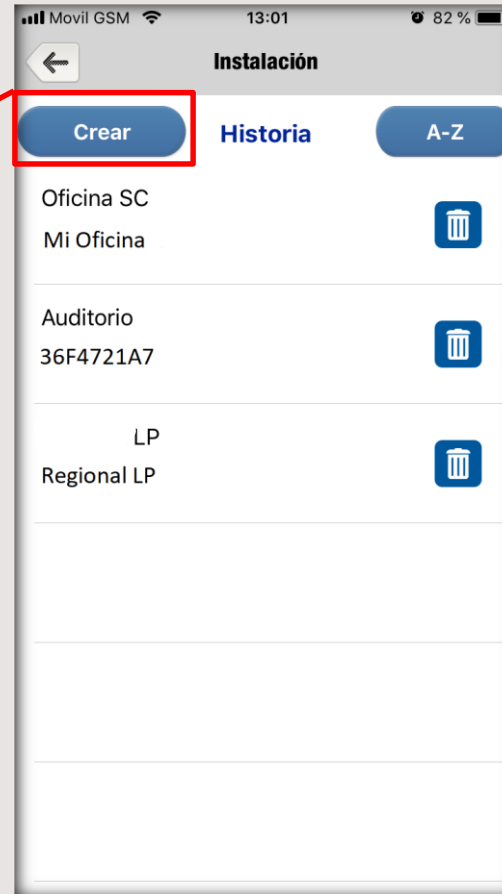 Movil GSM 13:01 82 %
Instalación
Crear Historia A-Z
Oficina SC
Mi Oficina
Auditorio
36F4721A7
LP
Regional LP